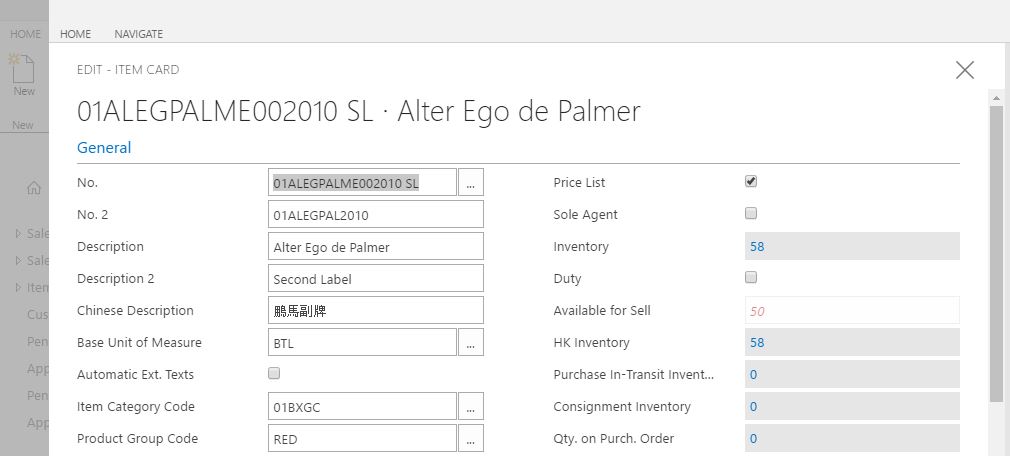 HOME HOME NAVIGATE
EDIT - ITEM CARD
New
01ALEGPALME002010 SL · Alter Ego de Palmer
New
General
No. 01ALEGPALME002010 SL ... Price List
No. 2 01ALEGPAL2010 Sole Agent
Sale Description Alter Ego de Palmer Inventory 58
Sale Description 2 Second Label Duty
Item Chinese Description 鵬馬副牌 Available for Sell 50
Cus Base Unit of Measure BTL ... HK Inventory 58
Pen Automatic Ext. Texts Purchase In-Transit Invent... 0
App
Pen Item Category Code 01BXGC ... Consignment Inventory 0
App Product Group Code RED ... Qty. on Purch. Order 0